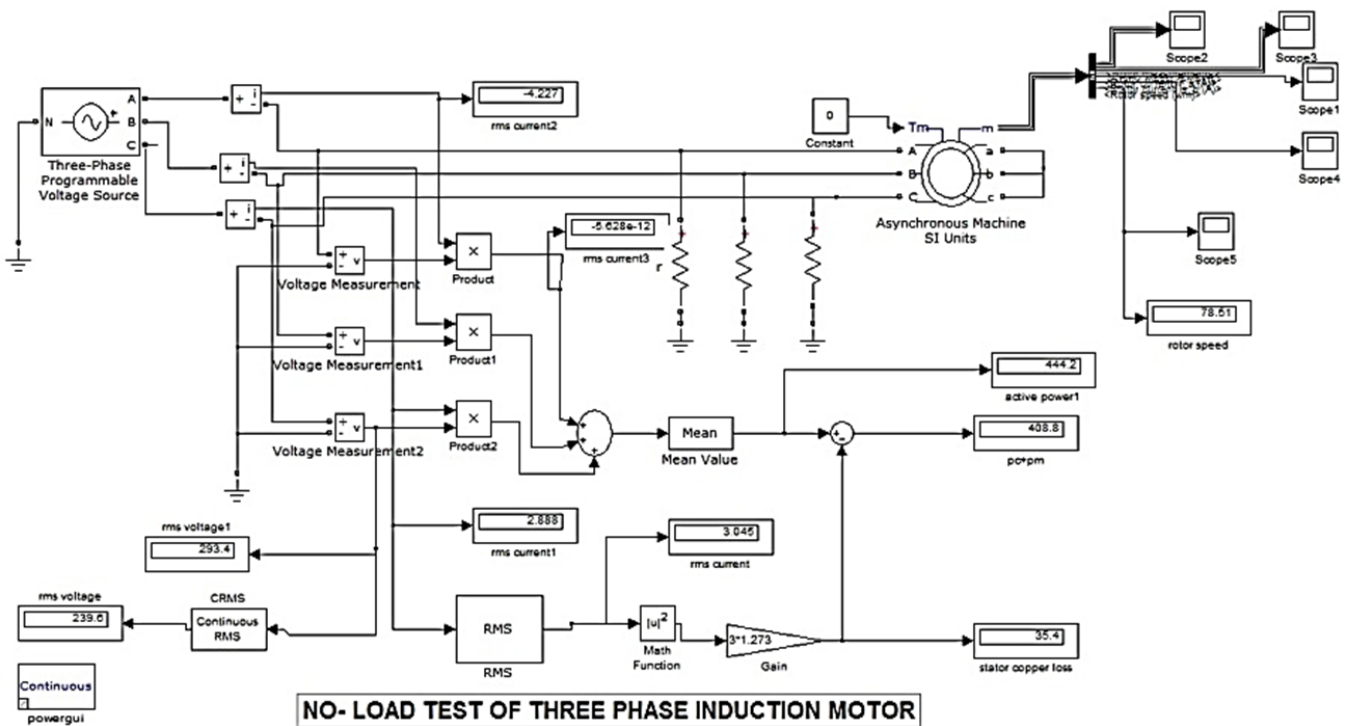 Scope2
Scope3
Scope1
Scope4
Scope5
N
A
B
C
Three-Phase
Programmable
Voltage Source
+
-
i
+
-
i
+
-
i
-4.227
rms current2
0
Constant
Tm
m
A
B
C
a
b
c
Asynchronous Machine
SI Units
-5.628e-12
rms current3
r
78.51
rotor speed
+
-
v
Voltage Measurement
×
Product
+
-
v
Voltage Measurement1
×
Product1
+
-
v
Voltage Measurement2
×
Product2
+
+
+
Mean
Mean Value
+
-
444.2
active power1
408.8
pc+pm
rms voltage1
293.4
2.888
rms current1
3.045
rms current
rms voltage
239.6
CRMS
Continuous
RMS
RMS
RMS
|u|²
Math
Function
3*1.273
Gain
35.4
stator copper loss
Continuous
powergui
NO- LOAD TEST OF THREE PHASE INDUCTION MOTOR